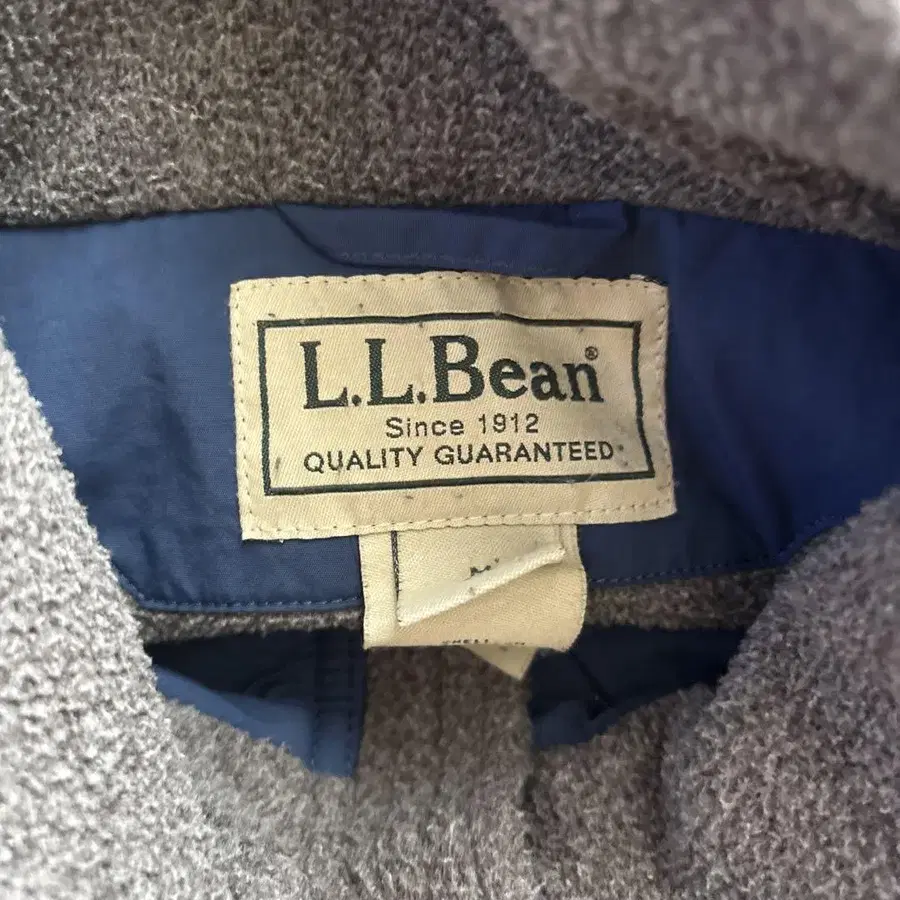 L.L.Bean®
Since 1912
QUALITY GUARANTEED
M